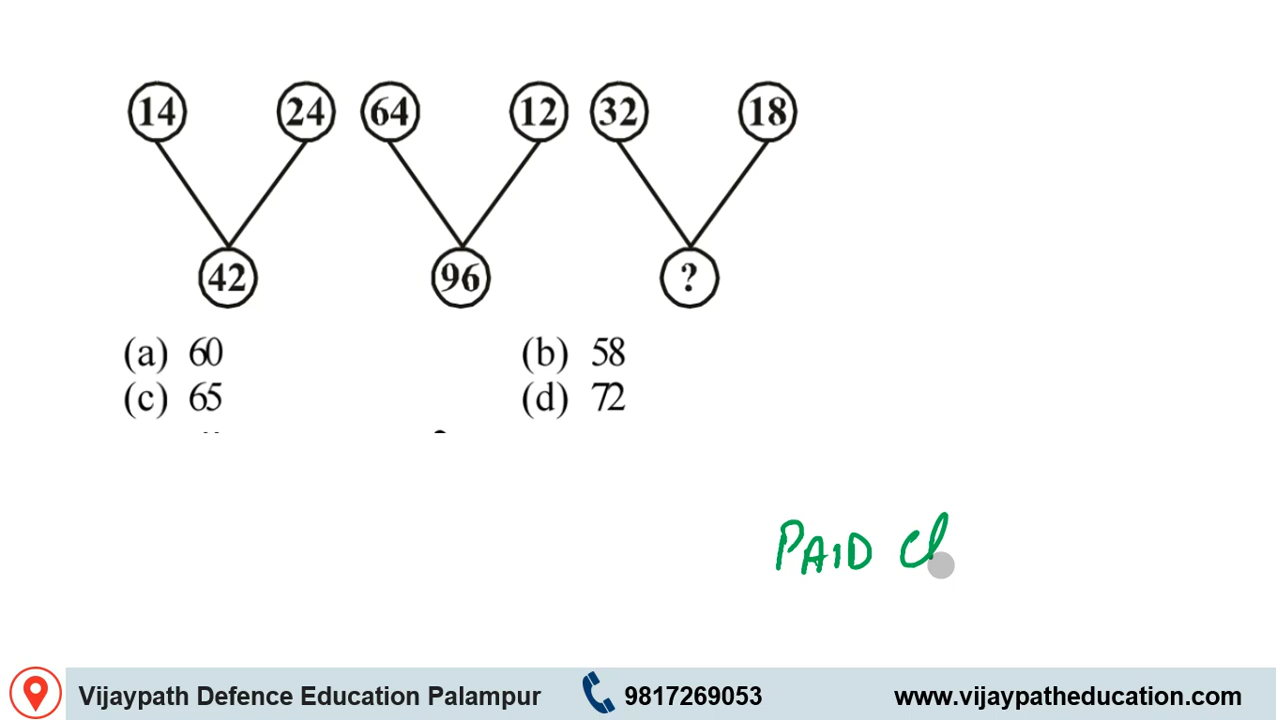 14 24 64 12 32 18
42 96 ?
(a) 60 (b) 58
(c) 65 (d) 72
PAID Cl
Vijaypath Defence Education Palampur 9817269053 www.vijaypatheducation.com